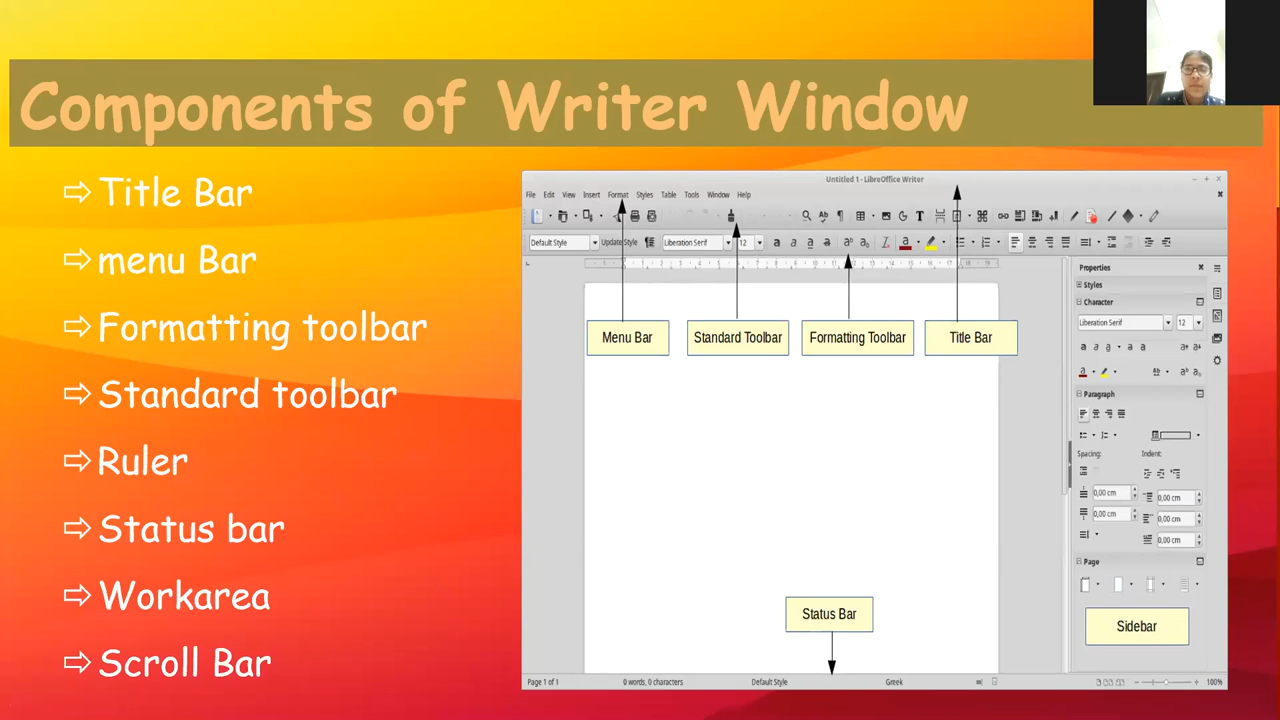 Components of Writer Window
⇨ Title Bar
⇨ menu Bar
⇨ Formatting toolbar
⇨ Standard toolbar
⇨ Ruler
⇨ Status bar
⇨ Workarea
⇨ Scroll Bar
Untitled 1 - LibreOffice Writer
File Edit View Insert Format Styles Table Tools Window Help
Default Style Update Style Liberation Serif 12
Properties
Styles
Character
Liberation Serif 12
Menu Bar Standard Toolbar Formatting Toolbar Title Bar
Paragraph
Spacing: Indent:
0,00 cm 0,00 cm
0,00 cm 0,00 cm
0,00 cm
Page
Status Bar
Sidebar
Page 1 of 1 0 words, 0 characters Default Style Greek 100%